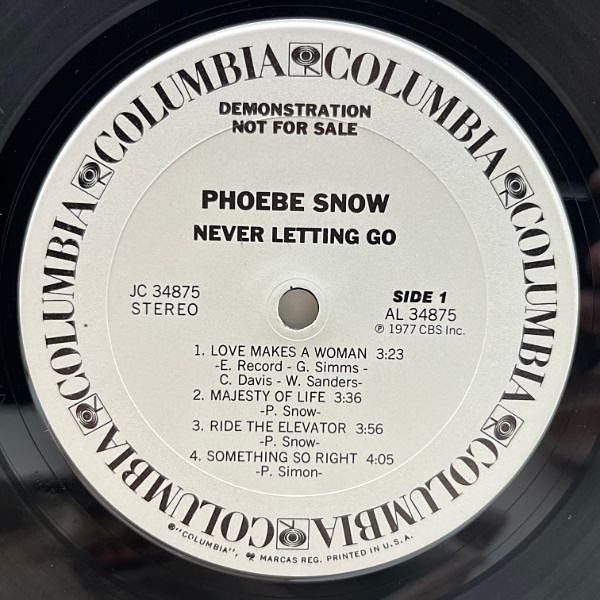 COLUMBIA COLUMBIA COLUMBIA COLUMBIA COLUMBIA COLUMBIA COLUMBIA
DEMONSTRATION
NOT FOR SALE
PHOEBE SNOW
NEVER LETTING GO
JC 34875
STEREO
SIDE 1
AL 34875
℗ 1977 CBS Inc.
1. LOVE MAKES A WOMAN 3:23
-E. Record - G. Simms -
C. Davis - W. Sanders-
2. MAJESTY OF LIFE 3:36
-P. Snow-
3. RIDE THE ELEVATOR 3:56
-P. Snow-
4. SOMETHING SO RIGHT 4:05
-P. Simon-
"COLUMBIA", MARCAS REG. PRINTED IN U.S.A.